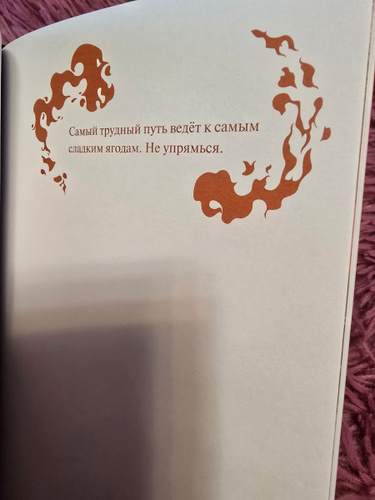 Самый трудный путь ведёт к самым
сладким ягодам. Не упрямься.